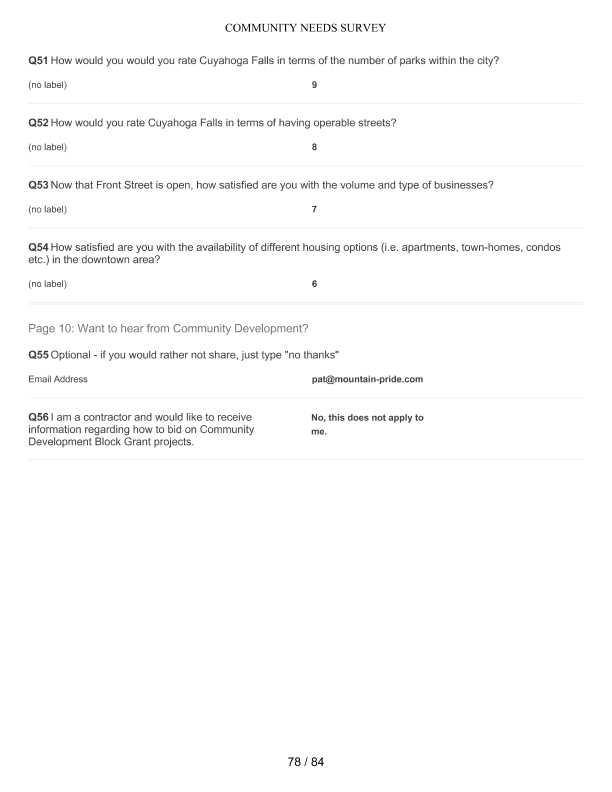 COMMUNITY NEEDS SURVEY
Q51 How would you would you rate Cuyahoga Falls in terms of the number of parks within the city?
(no label) 9
Q52 How would you rate Cuyahoga Falls in terms of having operable streets?
(no label) 8
Q53 Now that Front Street is open, how satisfied are you with the volume and type of businesses?
(no label) 7
Q54 How satisfied are you with the availability of different housing options (i.e. apartments, town-homes, condos
etc.) in the downtown area?
(no label) 6
Page 10: Want to hear from Community Development?
Q55 Optional - if you would rather not share, just type "no thanks"
Email Address pat@mountain-pride.com
Q56 I am a contractor and would like to receive
information regarding how to bid on Community
Development Block Grant projects.
No, this does not apply to
me.
78 / 84